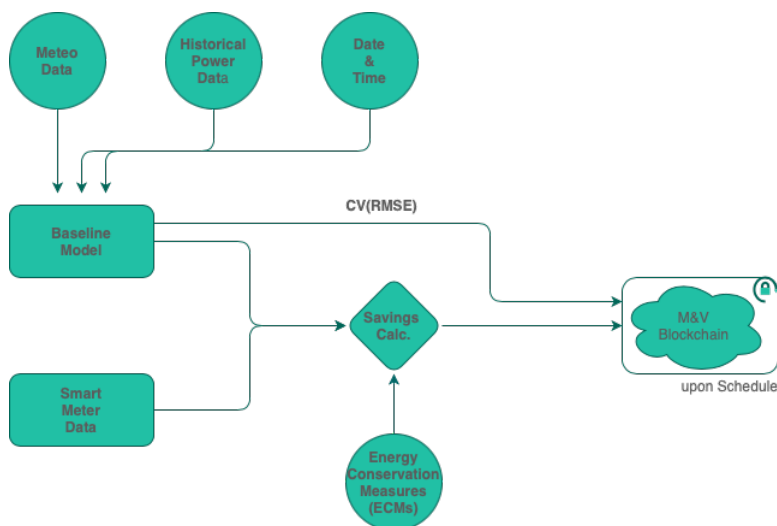 Meteo
Data
Historical
Power
Data
Date
&
Time
Baseline
Model
CV(RMSE)
Savings
Calc.
M&V
Blockchain
upon Schedule
Smart
Meter
Data
Energy
Conservation
Measures
(ECMs)